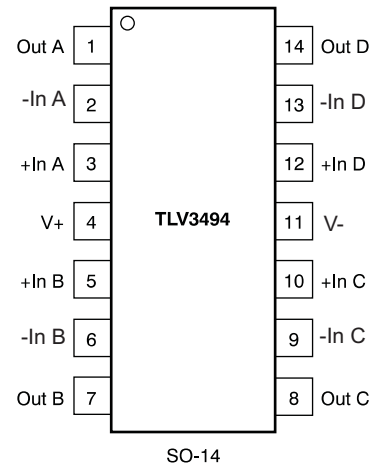 Out A 1 14 Out D
-In A 2 13 -In D
+In A 3 12 +In D
V+ 4 TLV3494 11 V-
+In B 5 10 +In C
-In B 6 9 -In C
Out B 7 8 Out C
SO-14